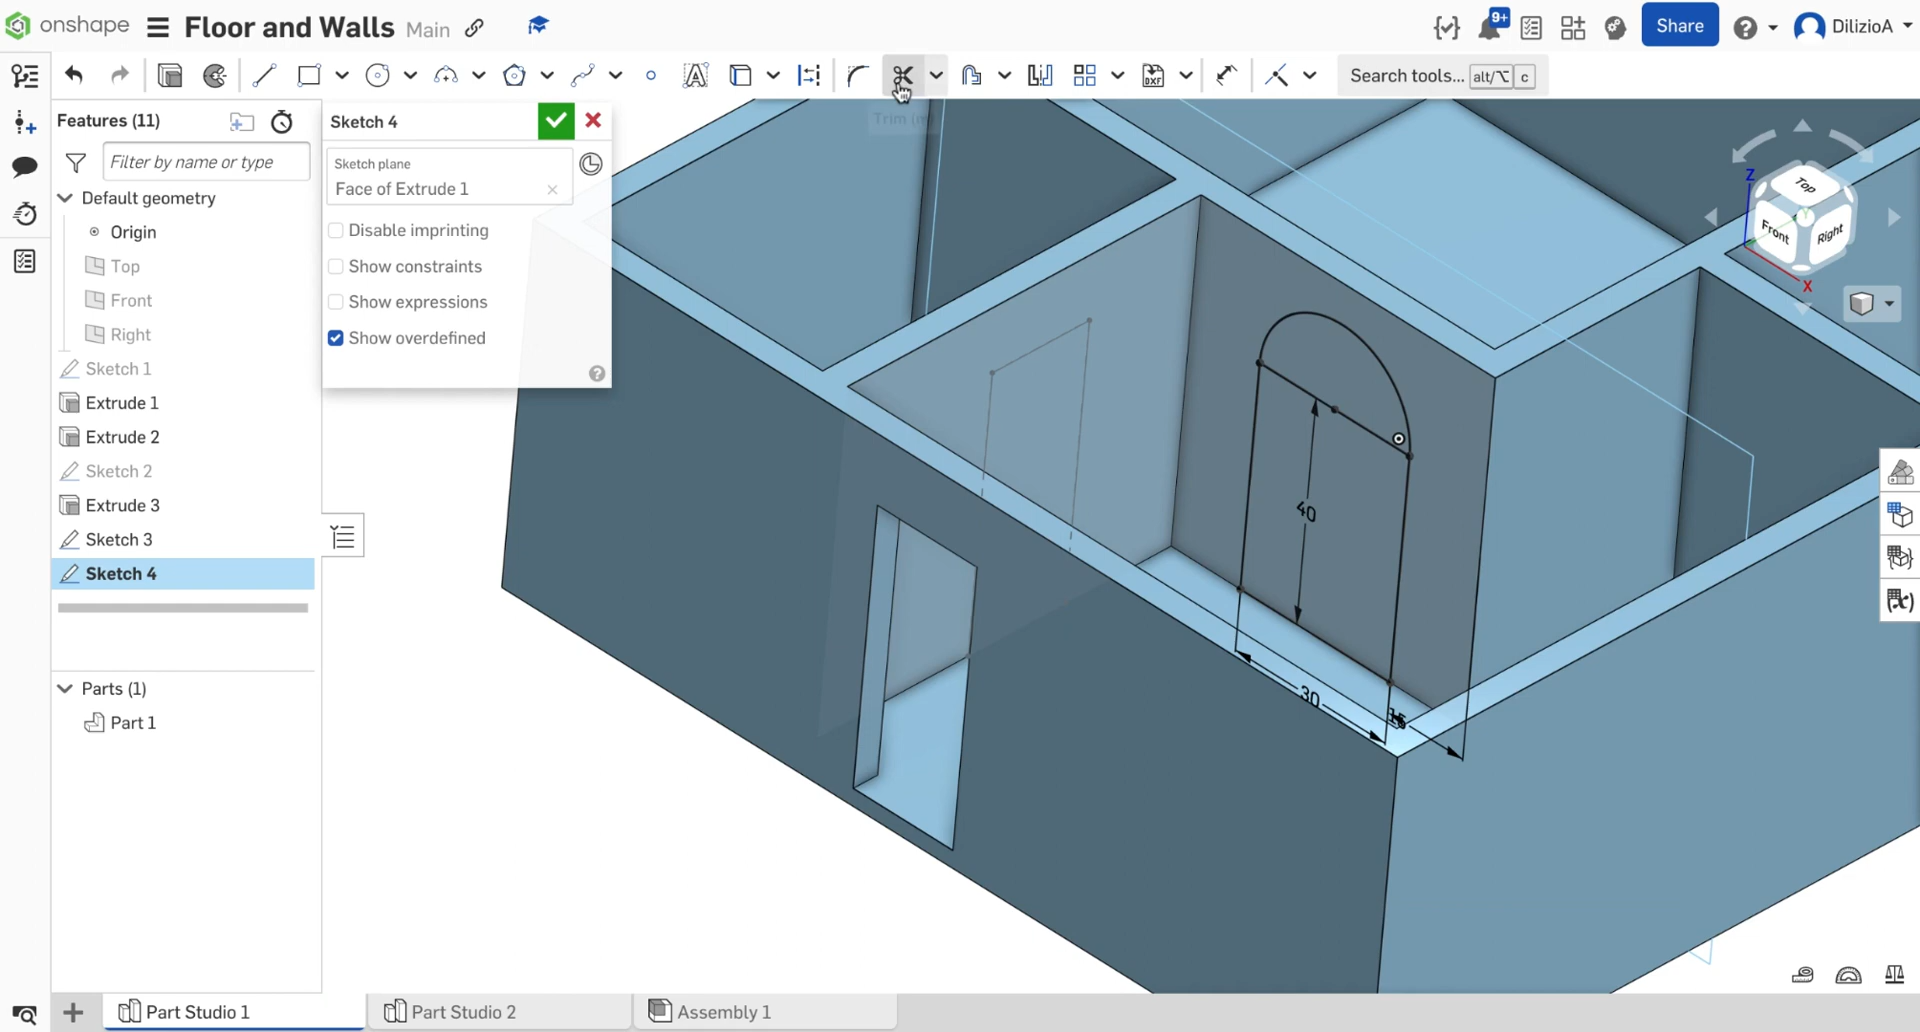 onshape
Floor and Walls
Main
9+
Share
DilizioA
Search tools... alt/⌥ c
Features (11)
Filter by name or type
Default geometry
Origin
Top
Front
Right
Sketch 1
Extrude 1
Extrude 2
Sketch 2
Extrude 3
Sketch 3
Sketch 4
Parts (1)
Part 1
Sketch 4
Sketch plane
Face of Extrude 1
Disable imprinting
Show constraints
Show expressions
Show overdefined
Trim (m)
40
30
Z
Top
Front
Right
X
Part Studio 1
Part Studio 2
Assembly 1